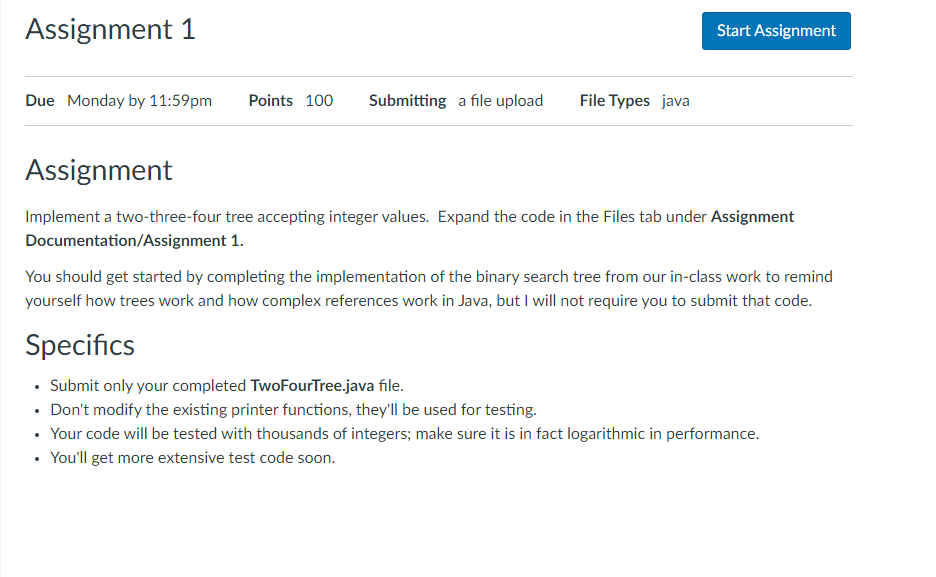 Assignment 1
Start Assignment
Due Monday by 11:59pm Points 100 Submitting a file upload File Types java
Assignment
Implement a two-three-four tree accepting integer values. Expand the code in the Files tab under Assignment
Documentation/Assignment 1.
You should get started by completing the implementation of the binary search tree from our in-class work to remind
yourself how trees work and how complex references work in Java, but I will not require you to submit that code.
Specifics
• Submit only your completed TwoFourTree.java file.
• Don't modify the existing printer functions, they'll be used for testing.
• Your code will be tested with thousands of integers; make sure it is in fact logarithmic in performance.
• You'll get more extensive test code soon.